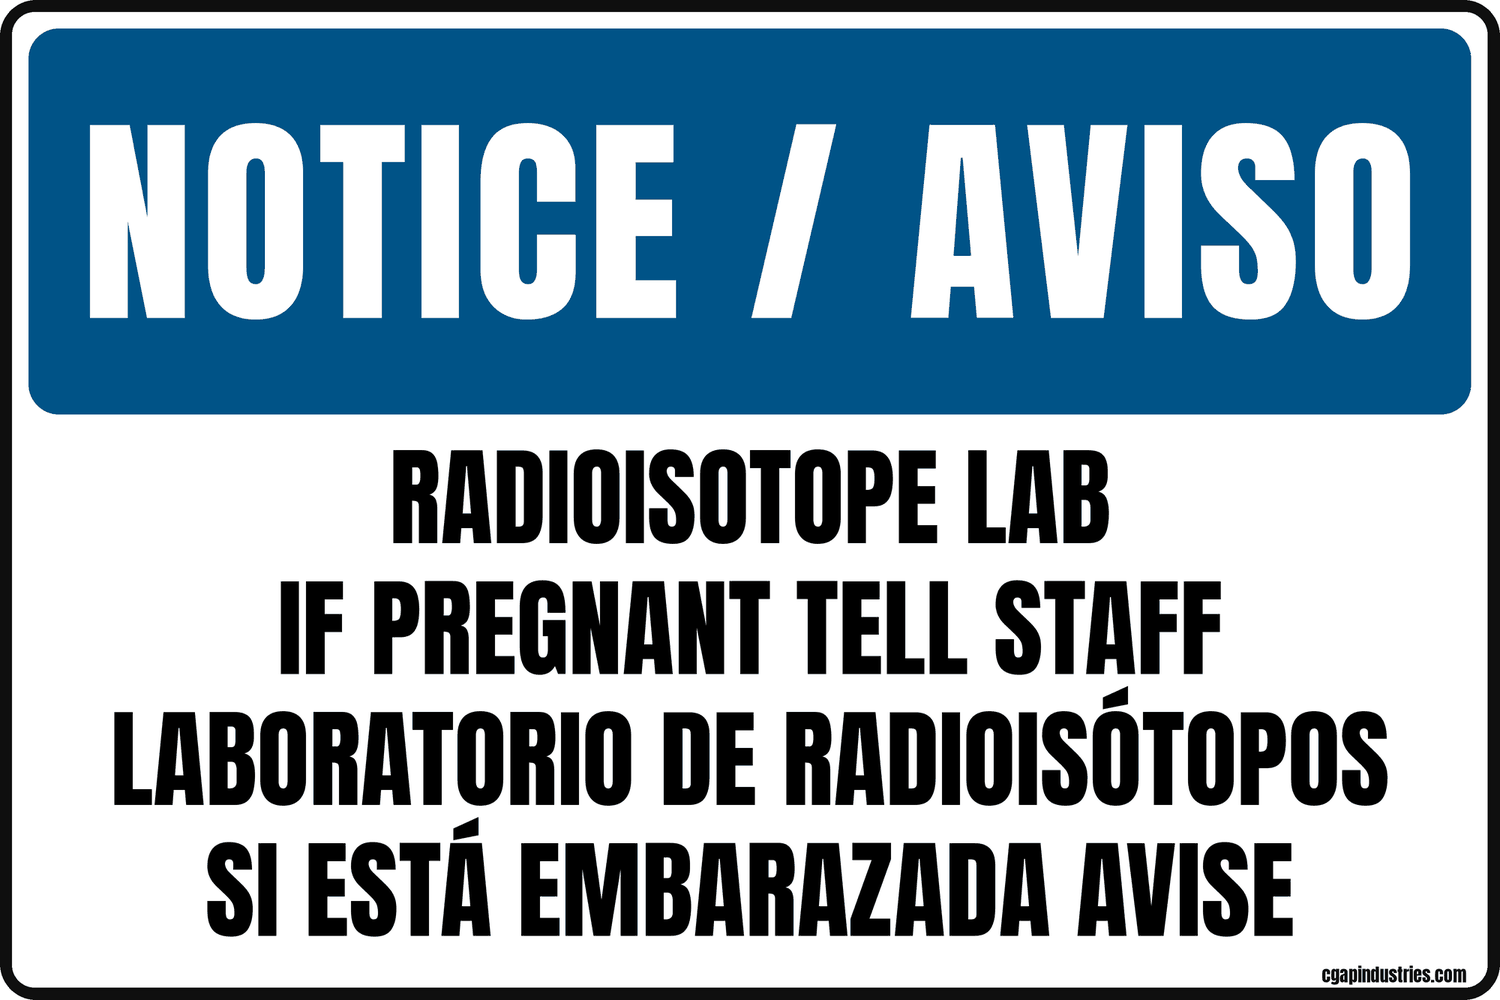 NOTICE / AVISO
RADIOISOTOPE LAB
IF PREGNANT TELL STAFF
LABORATORIO DE RADIOISÓTOPOS
SI ESTÁ EMBARAZADA AVISE
cgapindustries.com